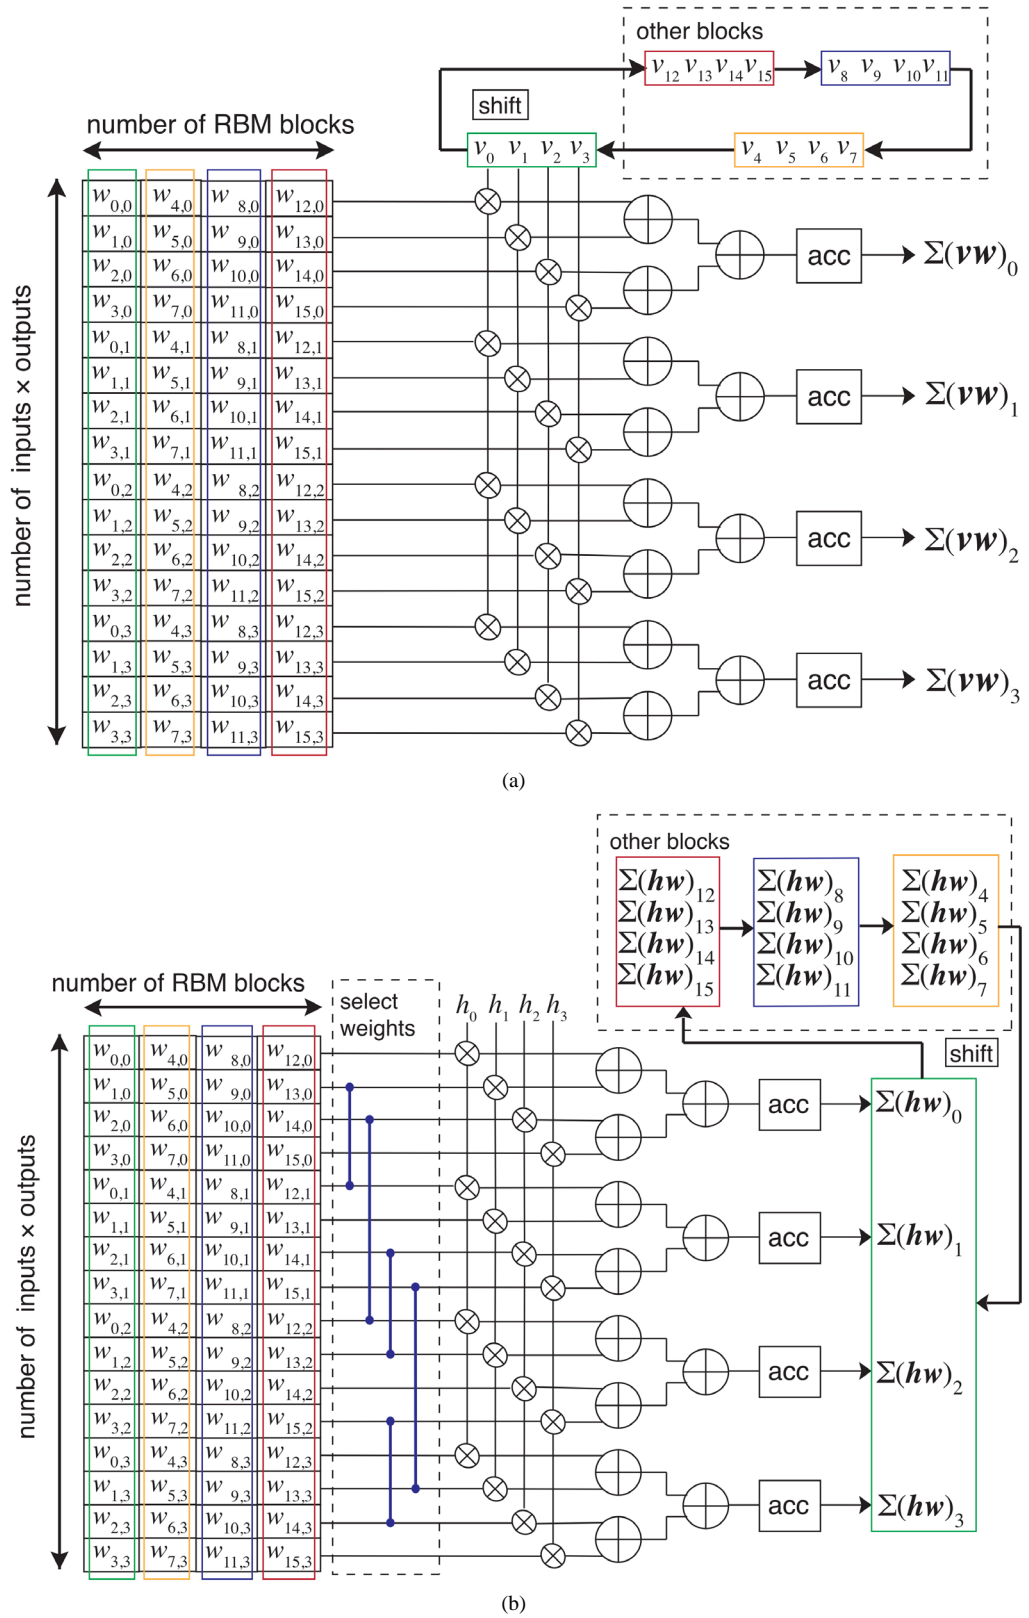 other blocks
v12 v13 v14 v15 v8 v9 v10 v11
shift
number of RBM blocks
v0 v1 v2 v3 v4 v5 v6 v7
number of inputs × outputs
w0,0 w4,0 w8,0 w12,0
w1,0 w5,0 w9,0 w13,0
w2,0 w6,0 w10,0 w14,0
acc Σ(vw)0
w3,0 w7,0 w11,0 w15,0
w0,1 w4,1 w8,1 w12,1
w1,1 w5,1 w9,1 w13,1
acc Σ(vw)1
w2,1 w6,1 w10,1 w14,1
w3,1 w7,1 w11,1 w15,1
w0,2 w4,2 w8,2 w12,2
w1,2 w5,2 w9,2 w13,2
acc Σ(vw)2
w2,2 w6,2 w10,2 w14,2
w3,2 w7,2 w11,2 w15,2
w0,3 w4,3 w8,3 w12,3
w1,3 w5,3 w9,3 w13,3
acc Σ(vw)3
w2,3 w6,3 w10,3 w14,3
w3,3 w7,3 w11,3 w15,3
(a)
other blocks
Σ(hw)12 Σ(hw)8 Σ(hw)4
Σ(hw)13 Σ(hw)9 Σ(hw)5
Σ(hw)14 Σ(hw)10 Σ(hw)6
Σ(hw)15 Σ(hw)11 Σ(hw)7
number of RBM blocks
select
weights
h0 h1 h2 h3
shift
number of inputs × outputs
w0,0 w4,0 w8,0 w12,0
w1,0 w5,0 w9,0 w13,0
acc Σ(hw)0
w2,0 w6,0 w10,0 w14,0
w3,0 w7,0 w11,0 w15,0
w0,1 w4,1 w8,1 w12,1
w1,1 w5,1 w9,1 w13,1
acc Σ(hw)1
w2,1 w6,1 w10,1 w14,1
w3,1 w7,1 w11,1 w15,1
w0,2 w4,2 w8,2 w12,2
w1,2 w5,2 w9,2 w13,2
acc Σ(hw)2
w2,2 w6,2 w10,2 w14,2
w3,2 w7,2 w11,2 w15,2
w0,3 w4,3 w8,3 w12,3
w1,3 w5,3 w9,3 w13,3
acc Σ(hw)3
w2,3 w6,3 w10,3 w14,3
w3,3 w7,3 w11,3 w15,3
(b)